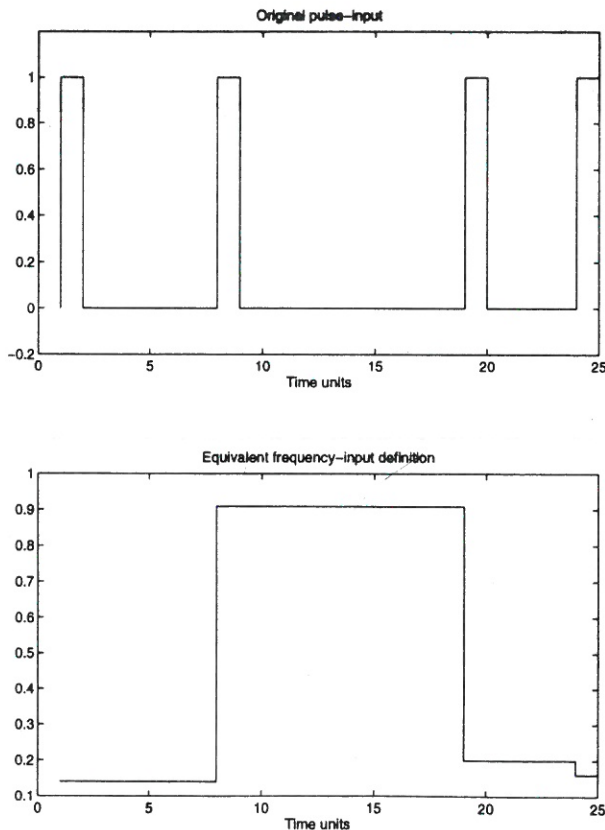 Original pulse-input
1
0.8
0.6
0.4
0.2
0
-0.2
0 5 10 15 20 25
Time units
Equivalent frequency-input definition
1
0.9
0.8
0.7
0.6
0.5
0.4
0.3
0.2
0.1
0 5 10 15 20 25
Time units